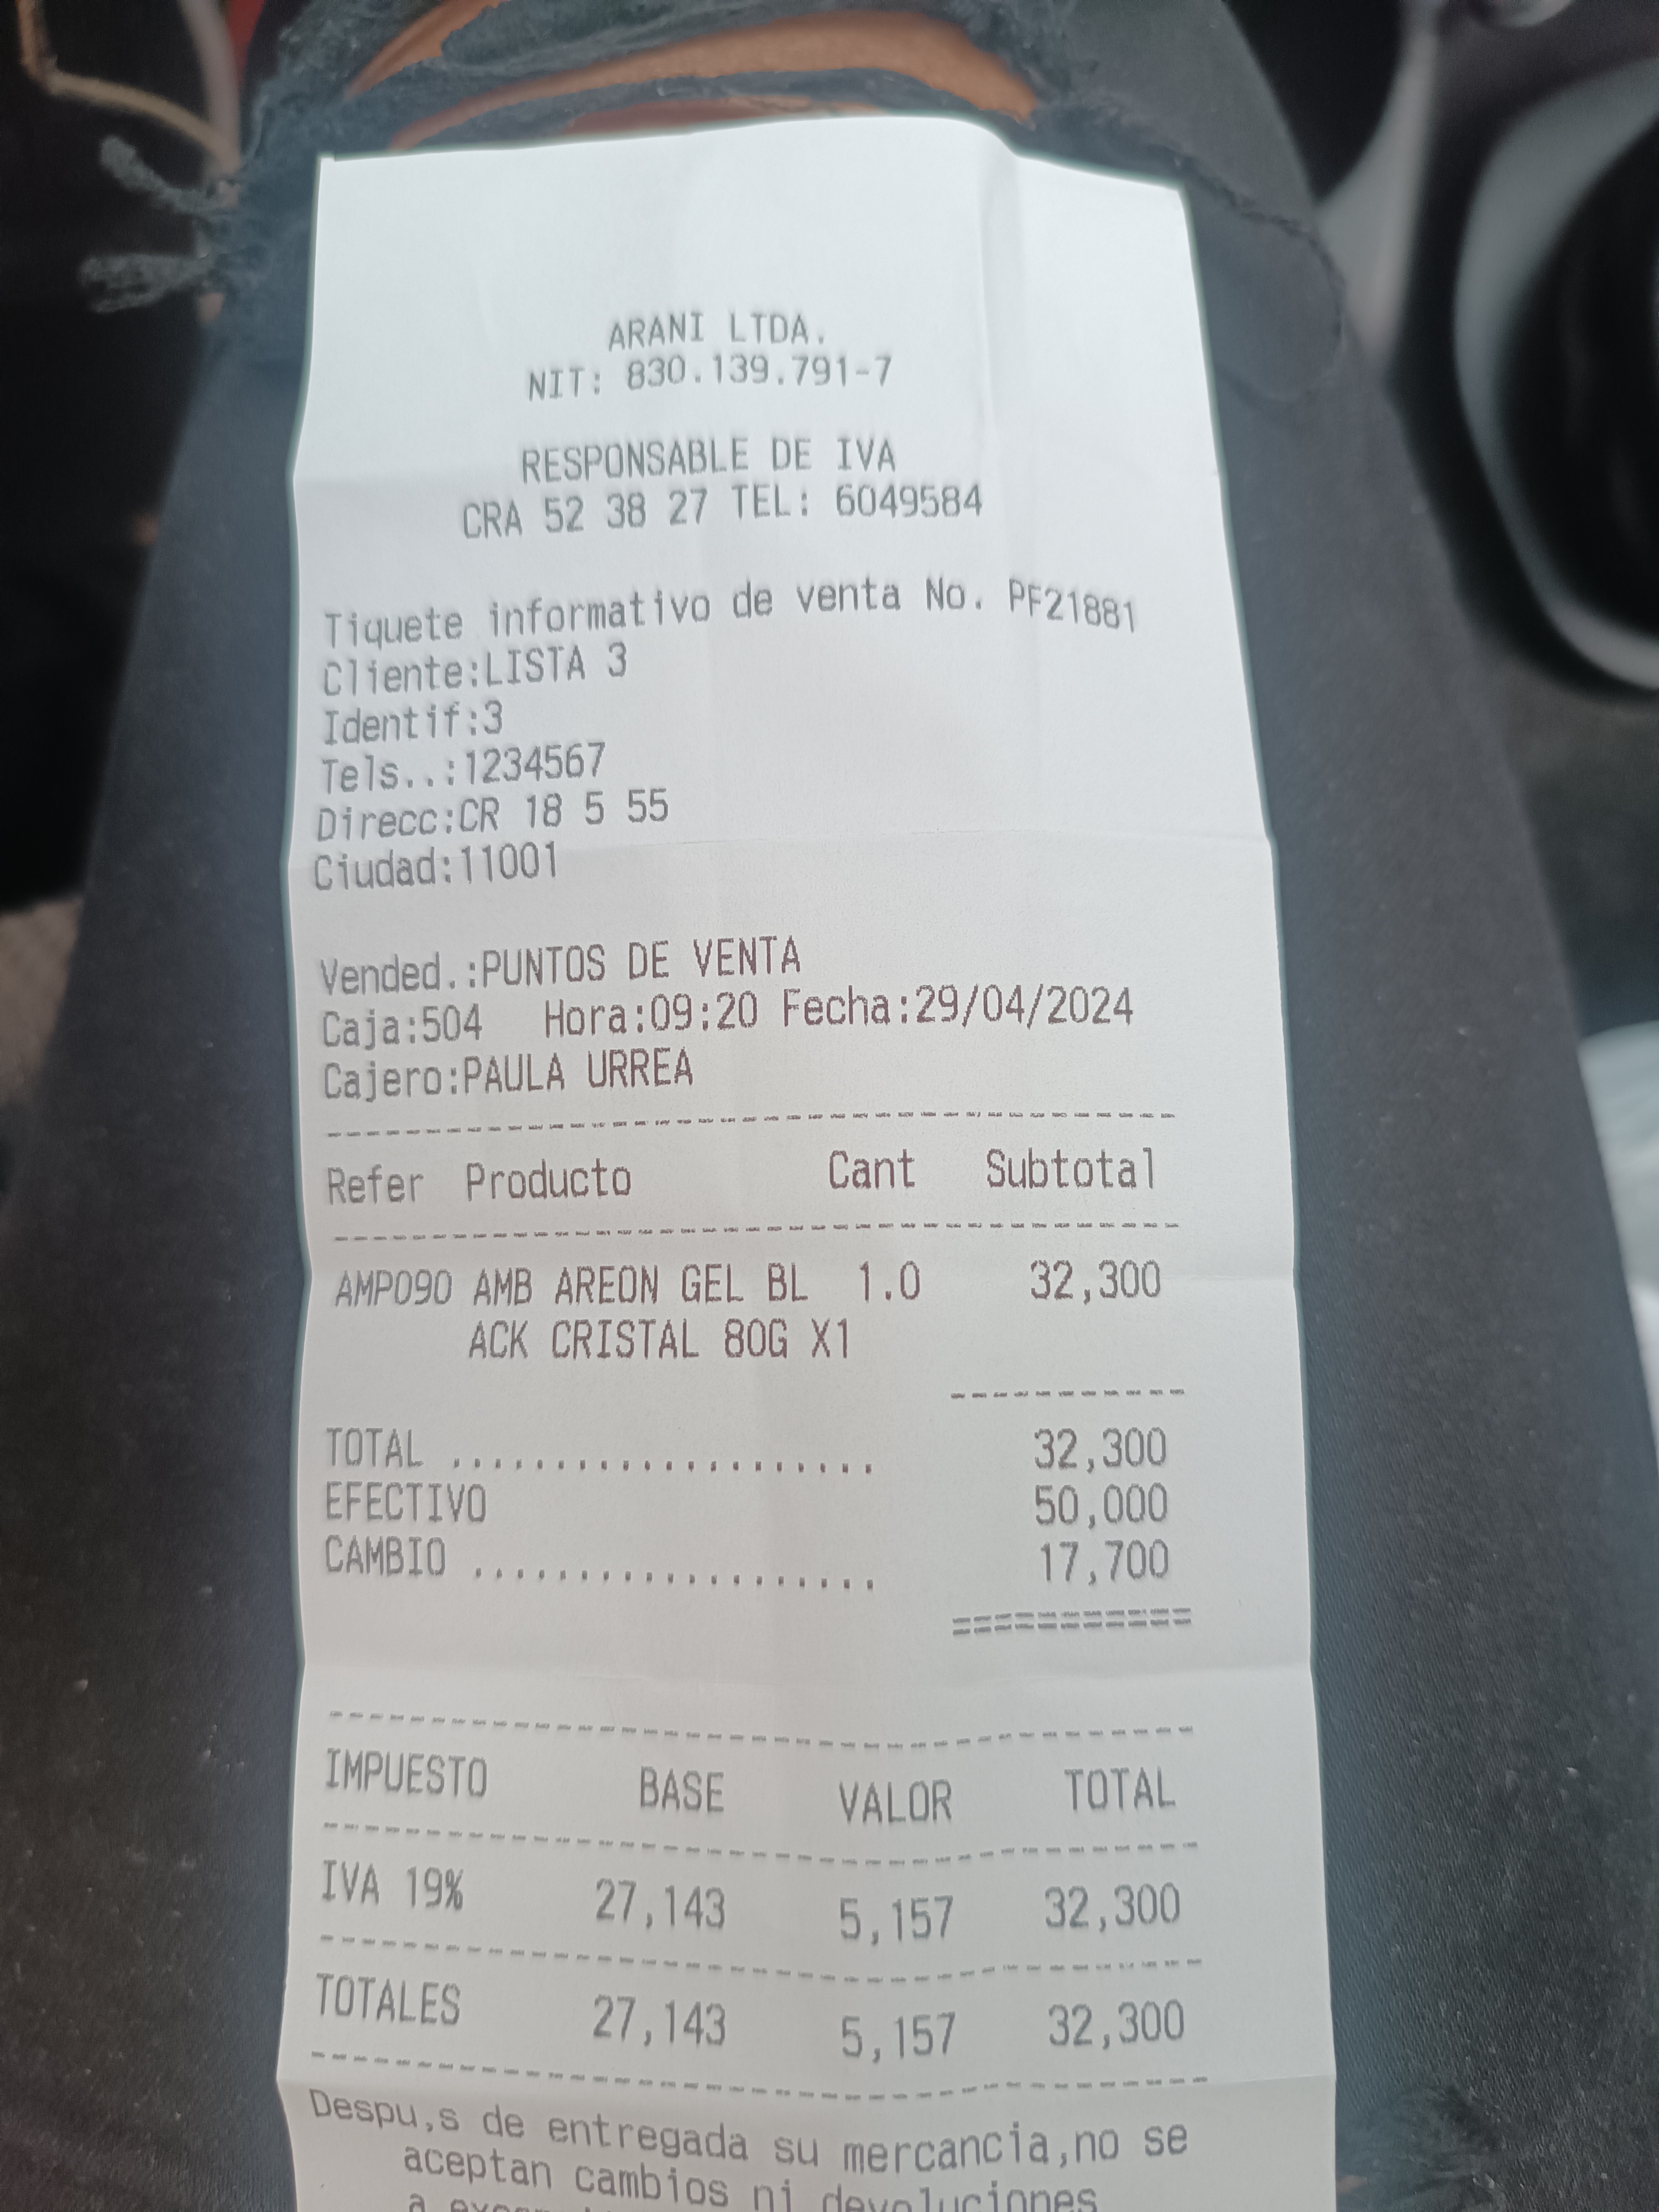 ARANI LTDA.
NIT: 830.139.791-7
RESPONSABLE DE IVA
CRA 52 38 27 TEL: 6049584
Tiquete informativo de venta No. PF21881
Cliente:LISTA 3
Identif:3
Tels..:1234567
Direcc:CR 18 5 55
Ciudad:11001
Vended.:PUNTOS DE VENTA
Caja:504 Hora:09:20 Fecha:29/04/2024
Cajero:PAULA URREA
Refer Producto Cant Subtotal
AMP090 AMB AREON GEL BL 1.0 32,300
ACK CRISTAL 80G X1
TOTAL ..................... 32,300
EFECTIVO 50,000
CAMBIO .................... 17,700
===========
IMPUESTO BASE VALOR TOTAL
IVA 19% 27,143 5,157 32,300
TOTALES 27,143 5,157 32,300
Despu,s de entregada su mercancia,no se
aceptan cambios ni devoluciones
a